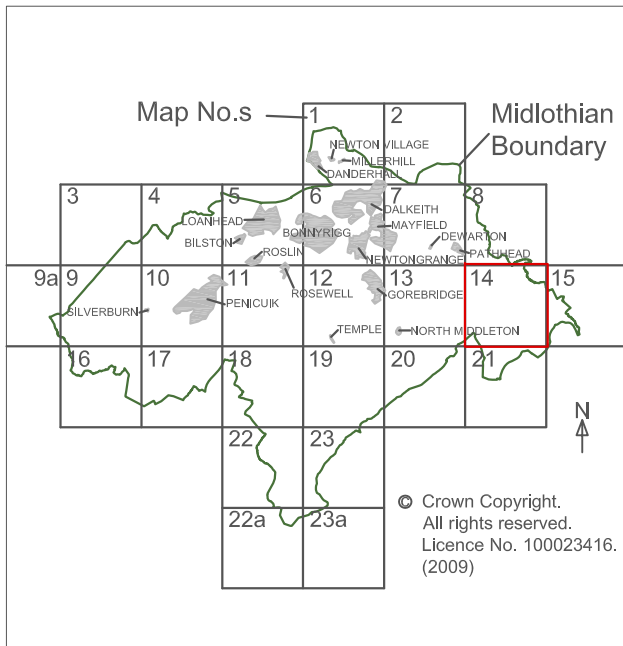 Map No.s
Midlothian
Boundary
1
2
NEWTON VILLAGE
MILLERHILL
DANDERHALL
3
4
5
6
7
8
LOANHEAD
DALKEITH
MAYFIELD
BILSTON
BONNYRIGG
DEWARTON
ROSLIN
NEWTONGRANGE
PATHHEAD
9a
9
10
11
12
13
14
15
ROSEWELL
GOREBRIDGE
SILVERBURN
PENICUIK
TEMPLE
NORTH MIDDLETON
16
17
18
19
20
21
N
22
23
© Crown Copyright.
All rights reserved.
Licence No. 100023416.
(2009)
22a
23a